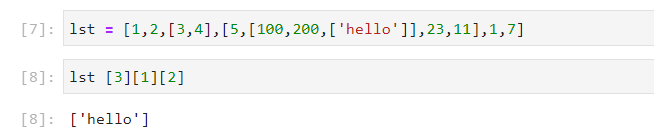 [7]: lst = [1,2,[3,4],[5,[100,200,['hello']],23,11],1,7]
[8]: lst [3][1][2]
[8]: ['hello']